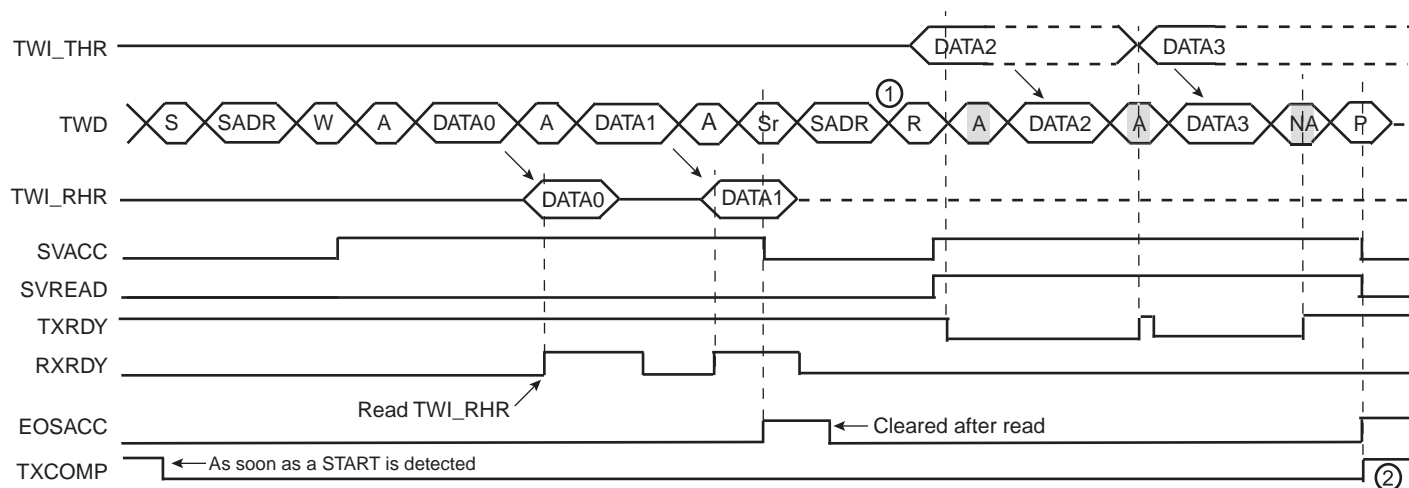 TWI_THR DATA2 DATA3
①
TWD S SADR W A DATA0 A DATA1 A Sr SADR R A DATA2 A DATA3 NA P
TWI_RHR DATA0 DATA1
SVACC
SVREAD
TXRDY
RXRDY
Read TWI_RHR
EOSACC Cleared after read
TXCOMP As soon as a START is detected ②